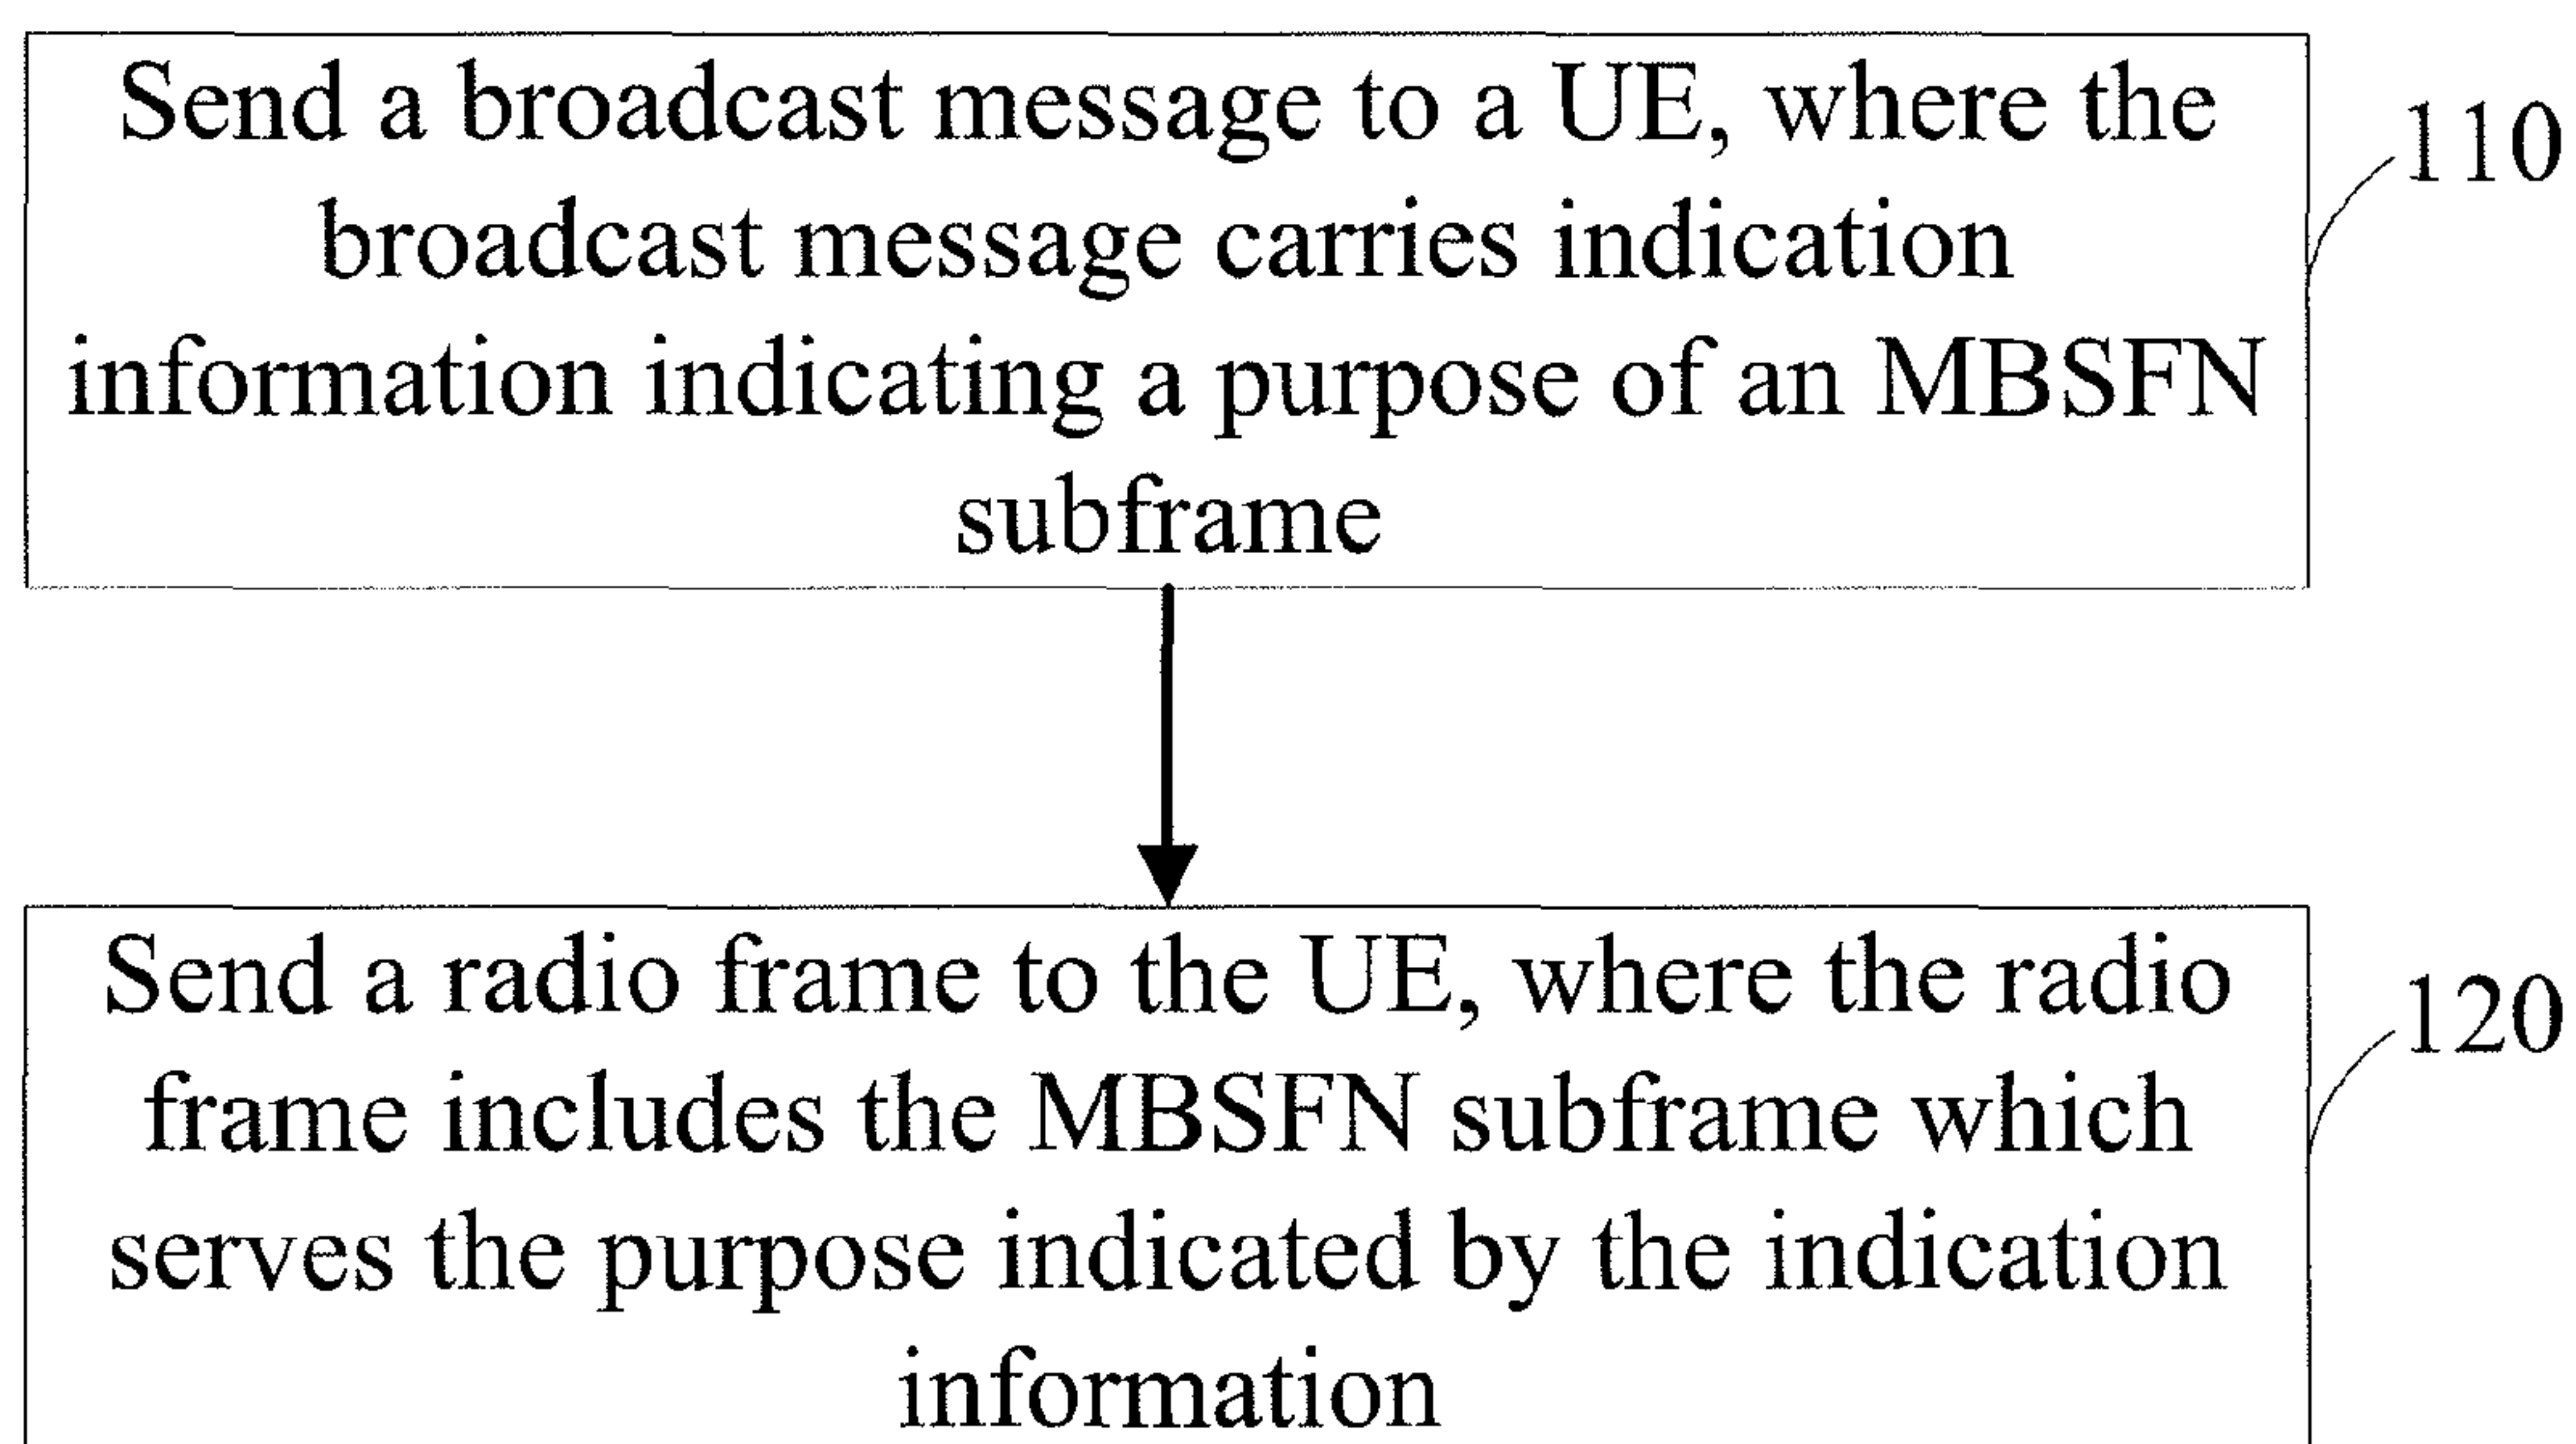 Send a broadcast message to a UE, where the
broadcast message carries indication
information indicating a purpose of an MBSFN
subframe
110
Send a radio frame to the UE, where the radio
frame includes the MBSFN subframe which
serves the purpose indicated by the indication
information
120